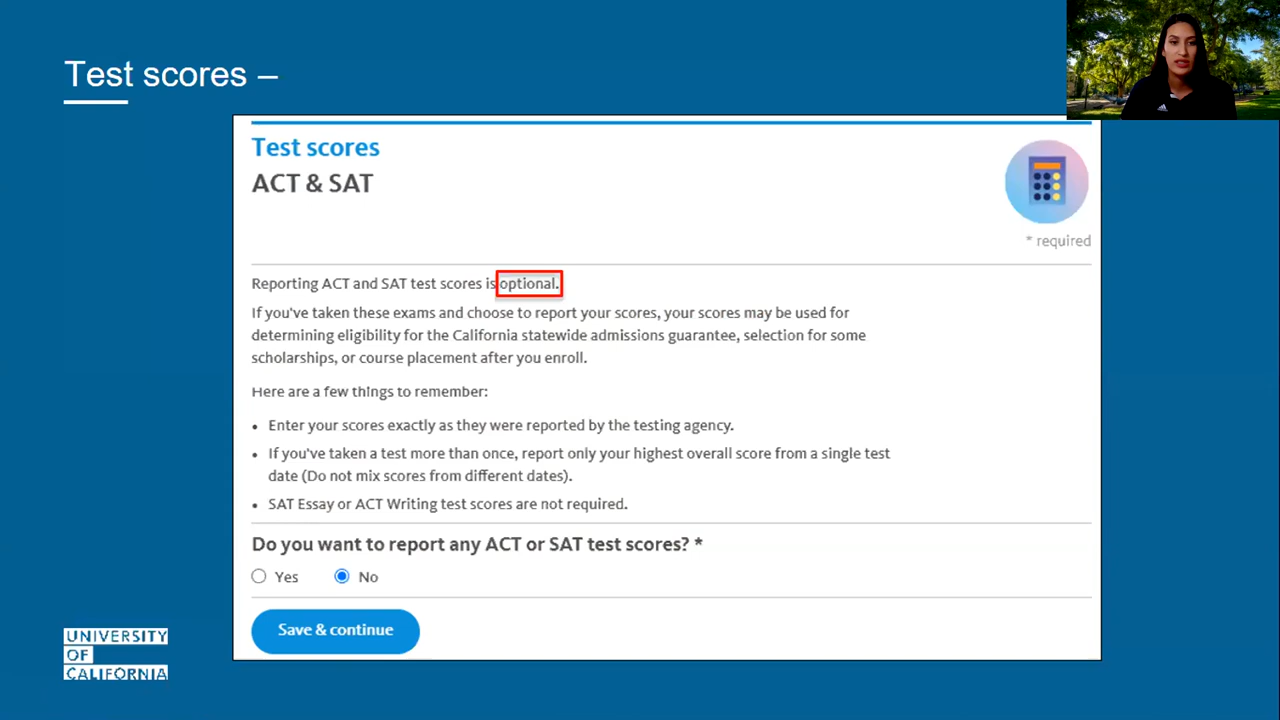 Test scores –
Test scores
ACT & SAT
* required
Reporting ACT and SAT test scores is optional.
If you've taken these exams and choose to report your scores, your scores may be used for
determining eligibility for the California statewide admissions guarantee, selection for some
scholarships, or course placement after you enroll.
Here are a few things to remember:
• Enter your scores exactly as they were reported by the testing agency.
• If you've taken a test more than once, report only your highest overall score from a single test
date (Do not mix scores from different dates).
• SAT Essay or ACT Writing test scores are not required.
Do you want to report any ACT or SAT test scores? *
Yes No
Save & continue
UNIVERSITY
OF
CALIFORNIA